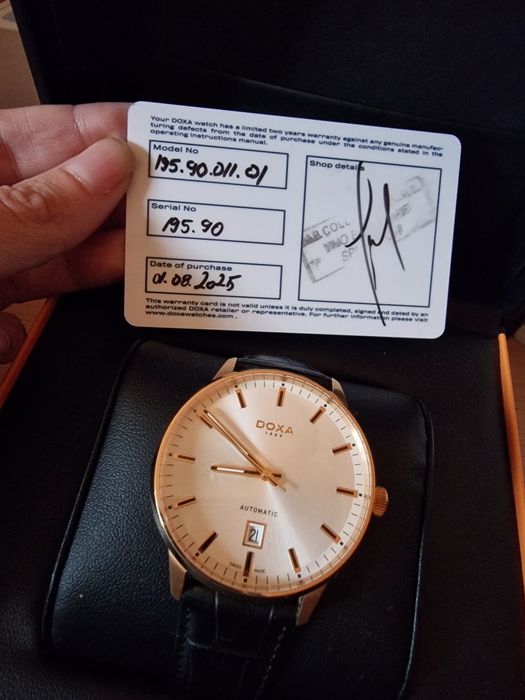 Your DOXA watch has a limited two years warranty against any genuine manufac-
turing defects from the date of purchase under the conditions stated in the
operating instructions manual.
Model No
195.90.011.01
Serial No
195.90
Date of purchase
01.08.2025
Shop details
COLL
SP
This warranty card is not valid unless it is duly completed, signed and dated by an
authorized DOXA retailer or representative. For further information please visit
www.doxawatches.com .
DOXA
1889
AUTOMATIC
21
SWISS MADE